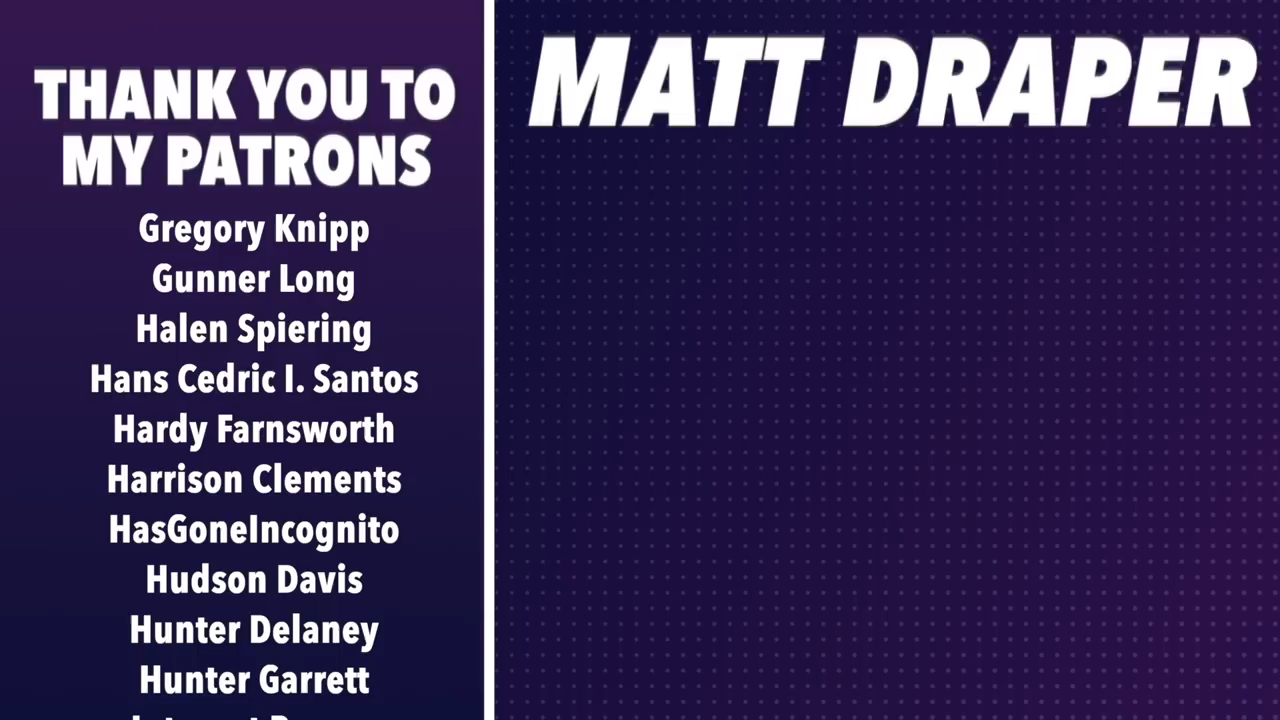 THANK YOU TO
MY PATRONS
Gregory Knipp
Gunner Long
Halen Spiering
Hans Cedric I. Santos
Hardy Farnsworth
Harrison Clements
HasGoneIncognito
Hudson Davis
Hunter Delaney
Hunter Garrett
MATT DRAPER